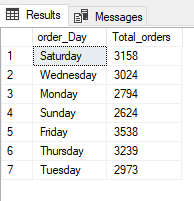 Results Messages
order_Day Total_orders
1 Saturday 3158
2 Wednesday 3024
3 Monday 2794
4 Sunday 2624
5 Friday 3538
6 Thursday 3239
7 Tuesday 2973